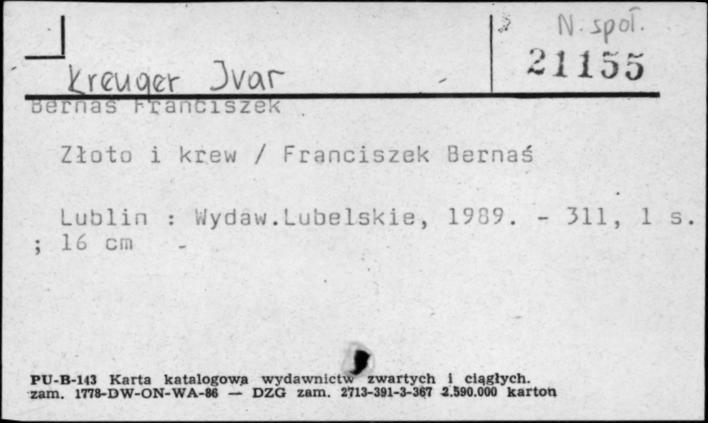 N. społ.
21155
Kreuger Ivar
Bernaś Franciszek
Złoto i krew / Franciszek Bernaś
Lublin : Wydaw.Lubelskie, 1989. - 311, 1 s.
; 16 cm
PU-B-143 Karta katalogowa wydawnictw zwartych i ciągłych.
zam. 1778-DW-ON-WA-86 — DZG zam. 2713-391-3-367 2.590.000 karton